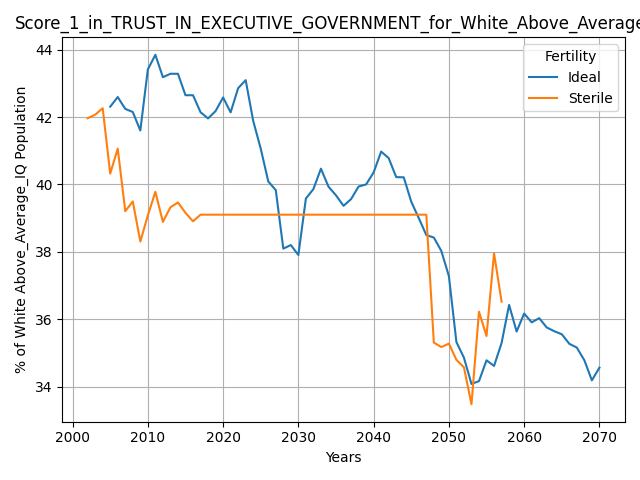 Score_1_in_TRUST_IN_EXECUTIVE_GOVERNMENT_for_White_Above_Average
Fertility
Ideal
Sterile
% of White Above_Average_IQ Population
44
42
40
38
36
34
2000 2010 2020 2030 2040 2050 2060 2070
Years